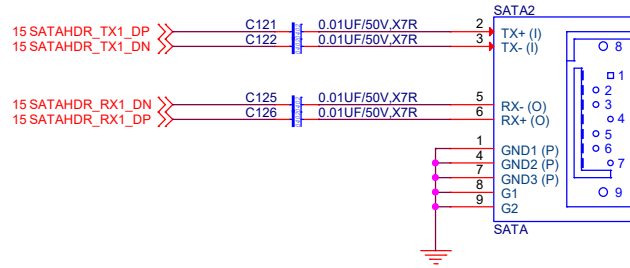 SATA2
15 SATAHDR_TX1_DP C121 0.01UF/50V,X7R 2 TX+ (I)
15 SATAHDR_TX1_DN C122 0.01UF/50V,X7R 3 TX- (I)
15 SATAHDR_RX1_DN C125 0.01UF/50V,X7R 5 RX- (O)
15 SATAHDR_RX1_DP C126 0.01UF/50V,X7R 6 RX+ (O)
1 GND1 (P)
4 GND2 (P)
7 GND3 (P)
8 G1
9 G2
8
1
2
3
4
5
6
7
9
SATA